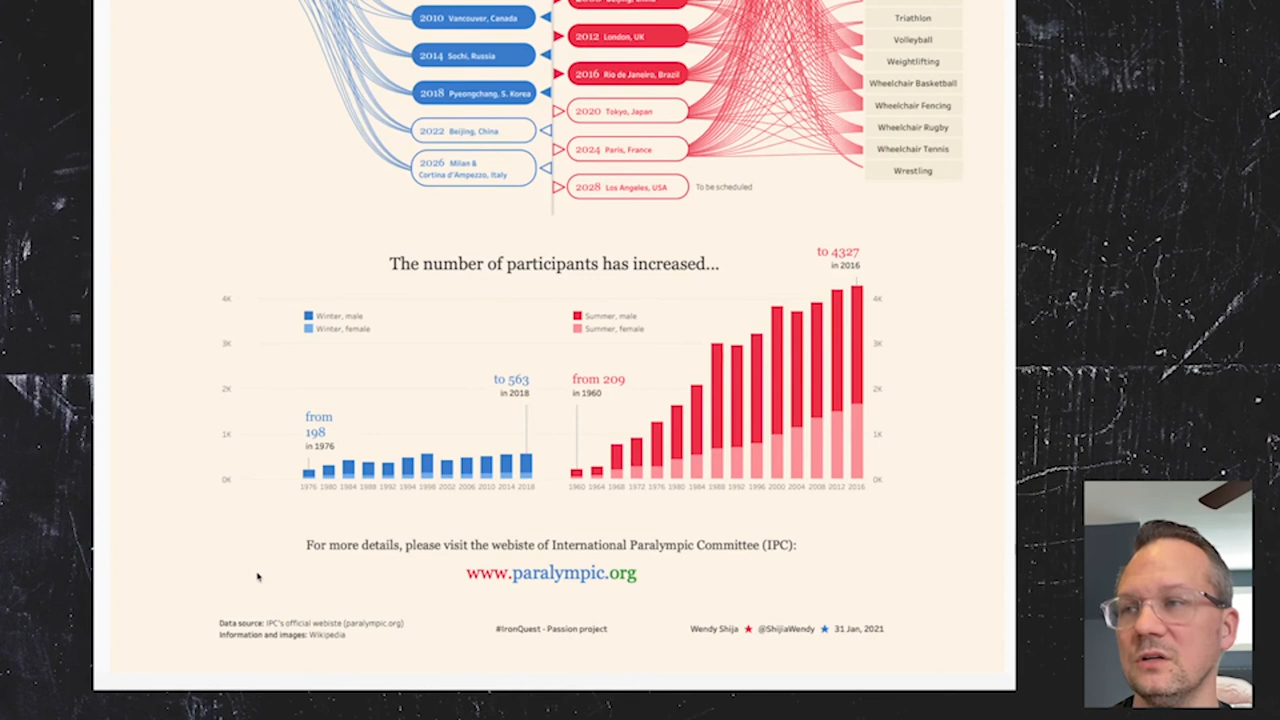 2010 Vancouver, Canada
2014 Sochi, Russia
2018 Pyeongchang, S. Korea
2022 Beijing, China
2026 Milan &
Cortina d'Ampezzo, Italy
2012 London, UK
2016 Rio de Janeiro, Brazil
2020 Tokyo, Japan
2024 Paris, France
2028 Los Angeles, USA
To be scheduled
Triathlon
Volleyball
Weightlifting
Wheelchair Basketball
Wheelchair Fencing
Wheelchair Rugby
Wheelchair Tennis
Wrestling
The number of participants has increased...
to 4327
in 2016
4K
3K
2K
1K
0K
Winter, male
Winter, female
from
198
in 1976
to 563
in 2018
1976 1980 1984 1988 1992 1994 1998 2002 2006 2010 2014 2018
Summer, male
Summer, female
from 209
in 1960
1960 1964 1968 1972 1976 1980 1984 1988 1992 1996 2000 2004 2008 2012 2016
4K
3K
2K
1K
0K
For more details, please visit the webiste of International Paralympic Committee (IPC):
www.paralympic.org
Data source: IPC's official webiste (paralympic.org)
Information and images: Wikipedia
#IronQuest - Passion project
Wendy Shija ★ @ShijiaWendy ★ 31 Jan, 2021